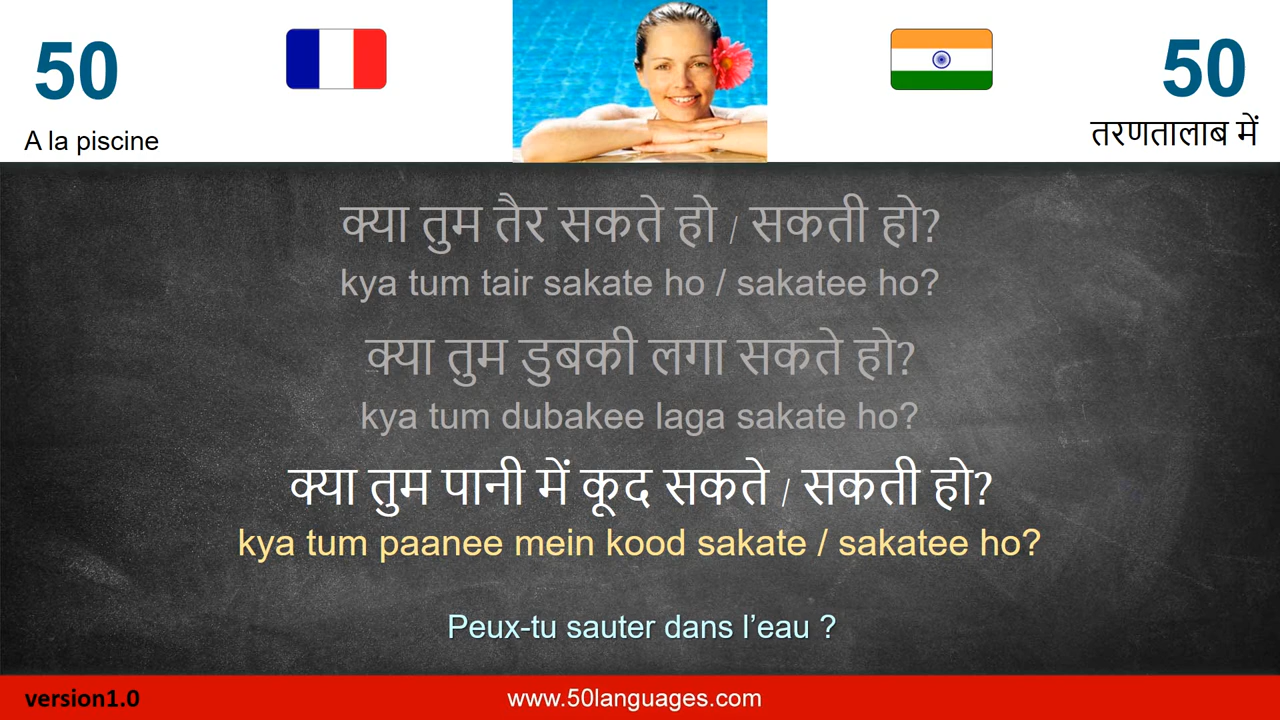 50
50
A la piscine
तरणतालाब में
क्या तुम तैर सकते हो / सकती हो?
kya tum tair sakate ho / sakatee ho?
क्या तुम डुबकी लगा सकते हो?
kya tum dubakee laga sakate ho?
क्या तुम पानी में कूद सकते / सकती हो?
kya tum paanee mein kood sakate / sakatee ho?
Peux-tu sauter dans l’eau ?
version1.0
www.50languages.com